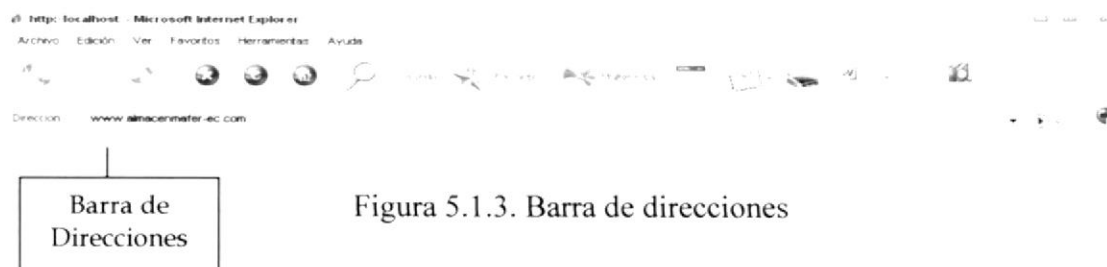 http: localhost - Microsoft Internet Explorer
Archivo Edición Ver Favoritos Herramientas Ayuda
Dirección www.almacenmafer-ec.com
Barra de
Direcciones
Figura 5.1.3. Barra de direcciones